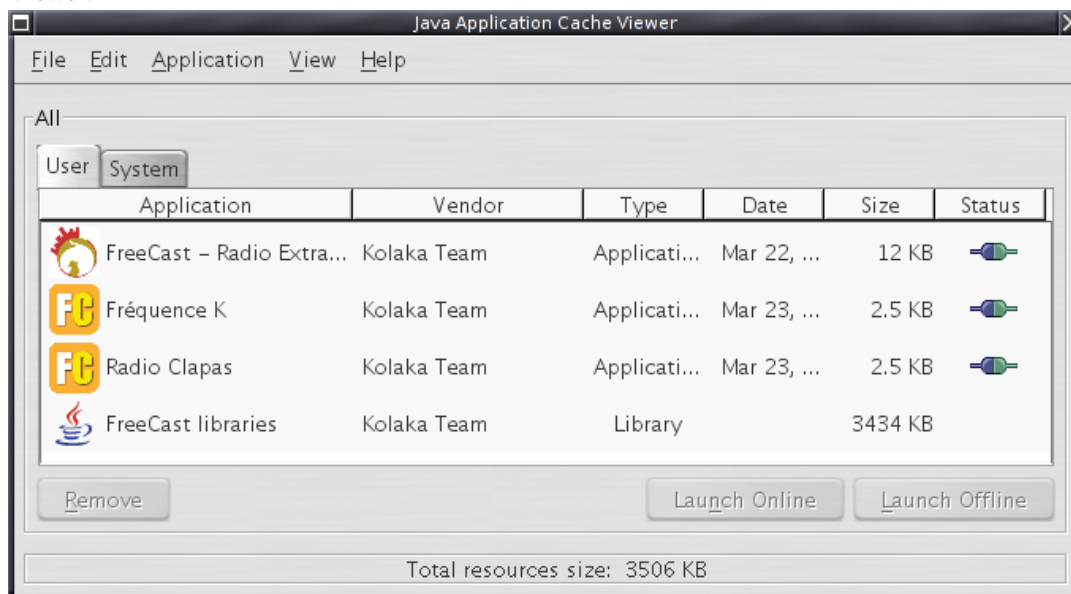 Java Application Cache Viewer
File Edit Application View Help
All
User System
Application Vendor Type Date Size Status
FreeCast – Radio Extra... Kolaka Team Applicati... Mar 22, ... 12 KB
FC Fréquence K Kolaka Team Applicati... Mar 23, ... 2.5 KB
FC Radio Clapas Kolaka Team Applicati... Mar 23, ... 2.5 KB
FreeCast libraries Kolaka Team Library 3434 KB
Remove Launch Online Launch Offline
Total resources size: 3506 KB